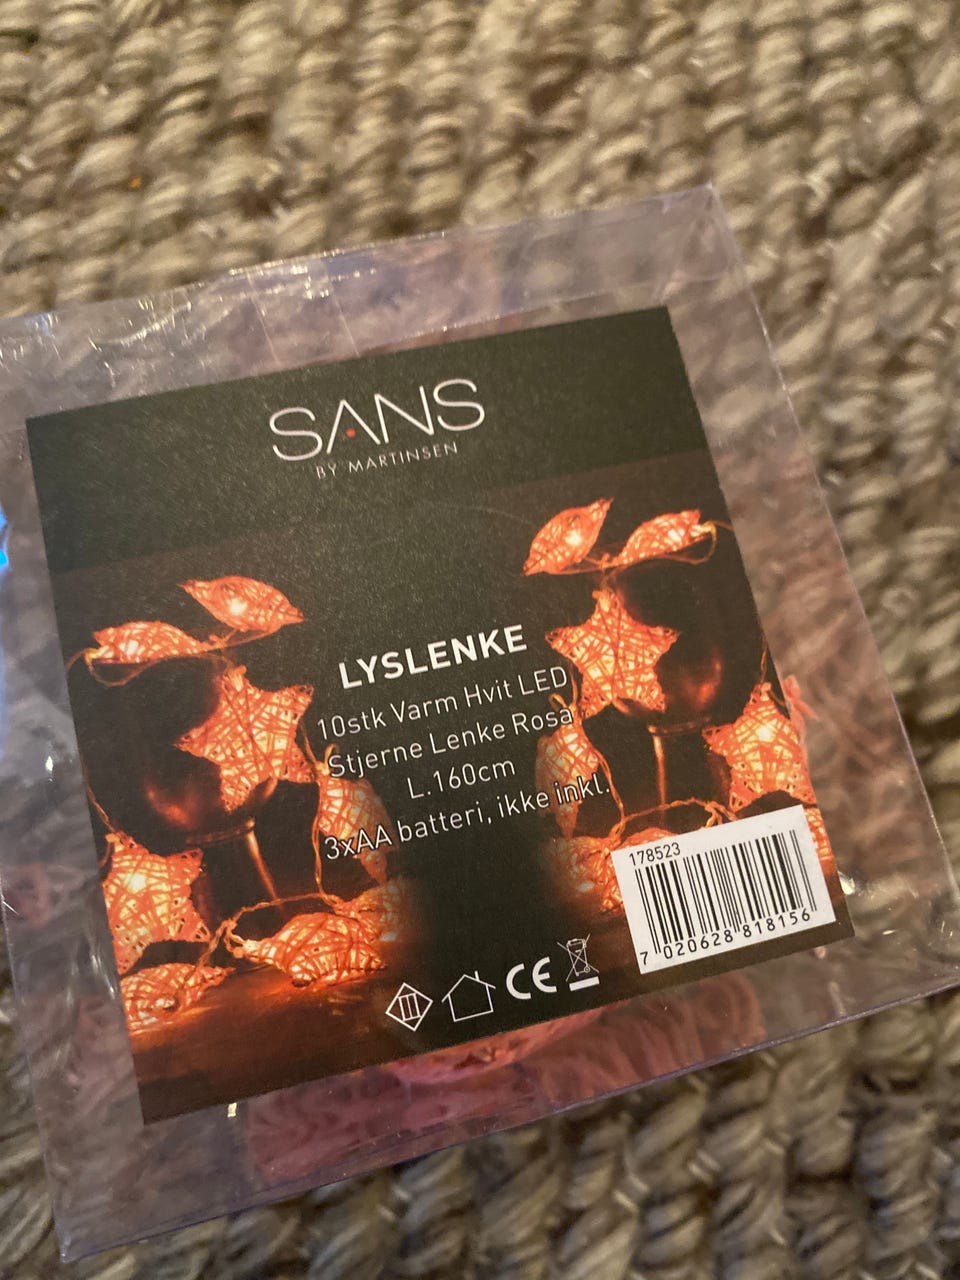 SANS
BY MARTINSEN
LYSLENKE
10stk Varm Hvit LED
Stjerne Lenke Rosa
L.160cm
3xAA batteri, ikke inkl.
178523
7 020628 818156
III
CE